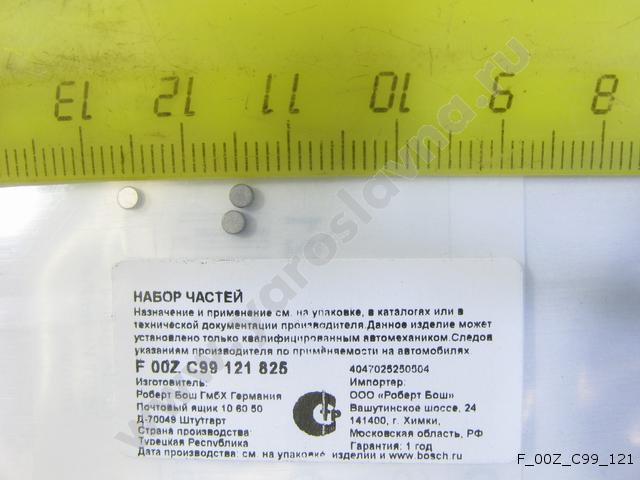 13 12 11 10 9 8
www.yaroslavna.ru
НАБОР ЧАСТЕЙ
Назначение и применение см. на упаковке, в каталогах или в
технической документации производителя.Данное изделие может
установлено только квалифицированным автомехаником.Следов
указаниям производителя по применяемости на автомобилях
F 00Z C99 121 825
4047025250504
Изготовитель:
Роберт Бош ГмбХ Германия
Почтовый ящик 10 60 50
Д-70049 Штутгарт
Страна производства
Турецкая Республика
Импортер:
ООО «Роберт Бош»
Вашутинское шоссе, 24
141400, г. Химки,
Московская область, РФ
Гарантия: 1 год
Дата производства: см. на упаковке, изделии и www.bosch.ru
F_00Z_C99_121